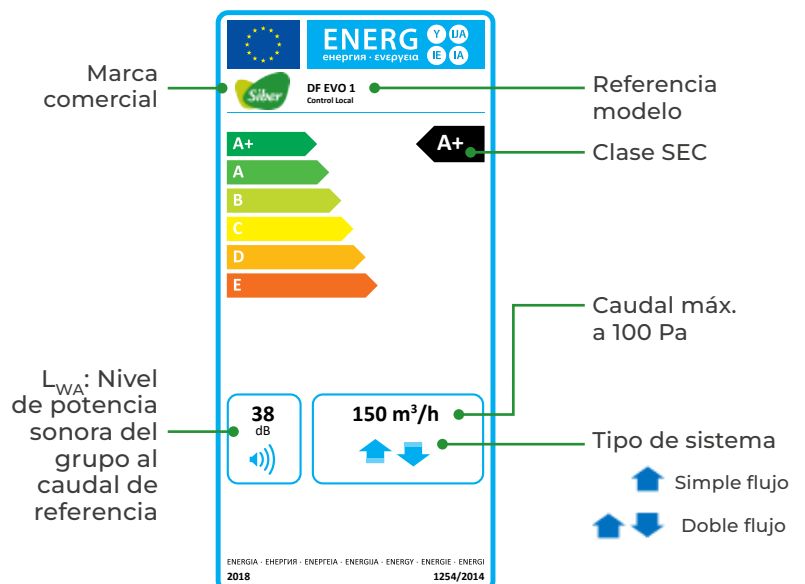 ENERG
Y
IJA
IE
IA
енергия · ενεργεια
Marca
comercial
Siber
DF EVO 1
Control Local
Referencia
modelo
A+
A
B
C
D
E
A+
Clase SEC
Caudal máx.
a 100 Pa
LWA: Nivel
de potencia
sonora del
grupo al
caudal de
referencia
38
dB
150 m³/h
Tipo de sistema
Simple flujo
Doble flujo
ENERGIA · ЕНЕРГИЯ · ΕΝΕΡΓΕΙΑ · ENERGIJA · ENERGY · ENERGIE · ENERGI
2018
1254/2014